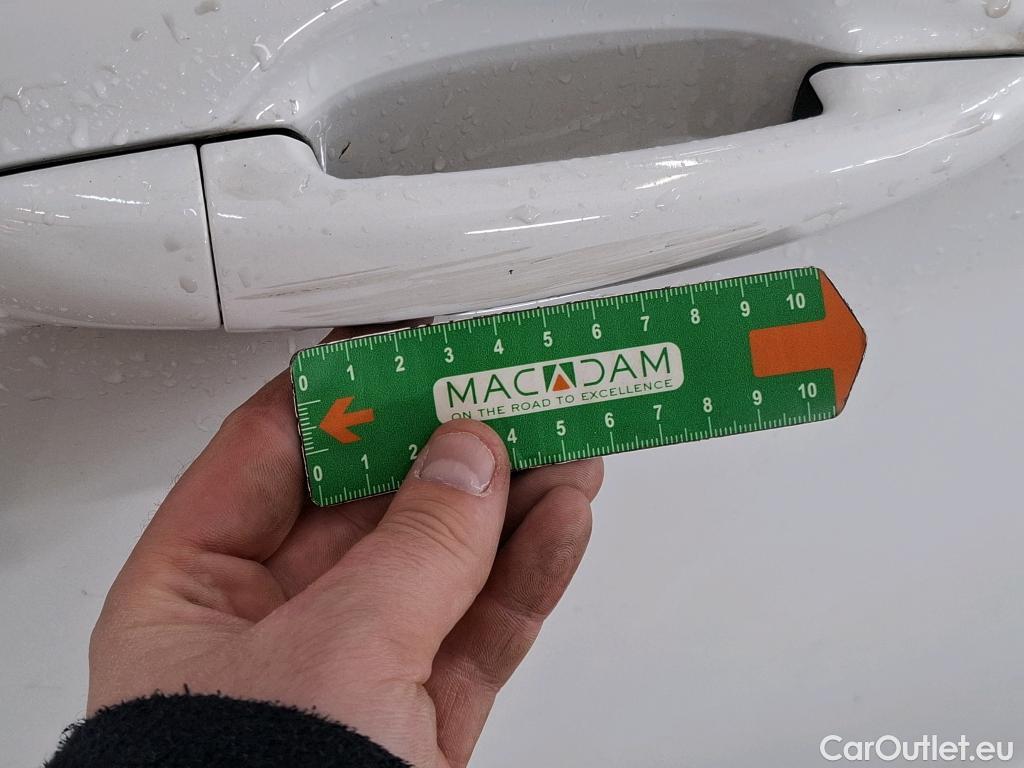 0 1 2 3 4 5 6 7 8 9 10
MACADAM
ON THE ROAD TO EXCELLENCE
0 1 2 4 5 6 7 8 9 10
CarOutlet.eu